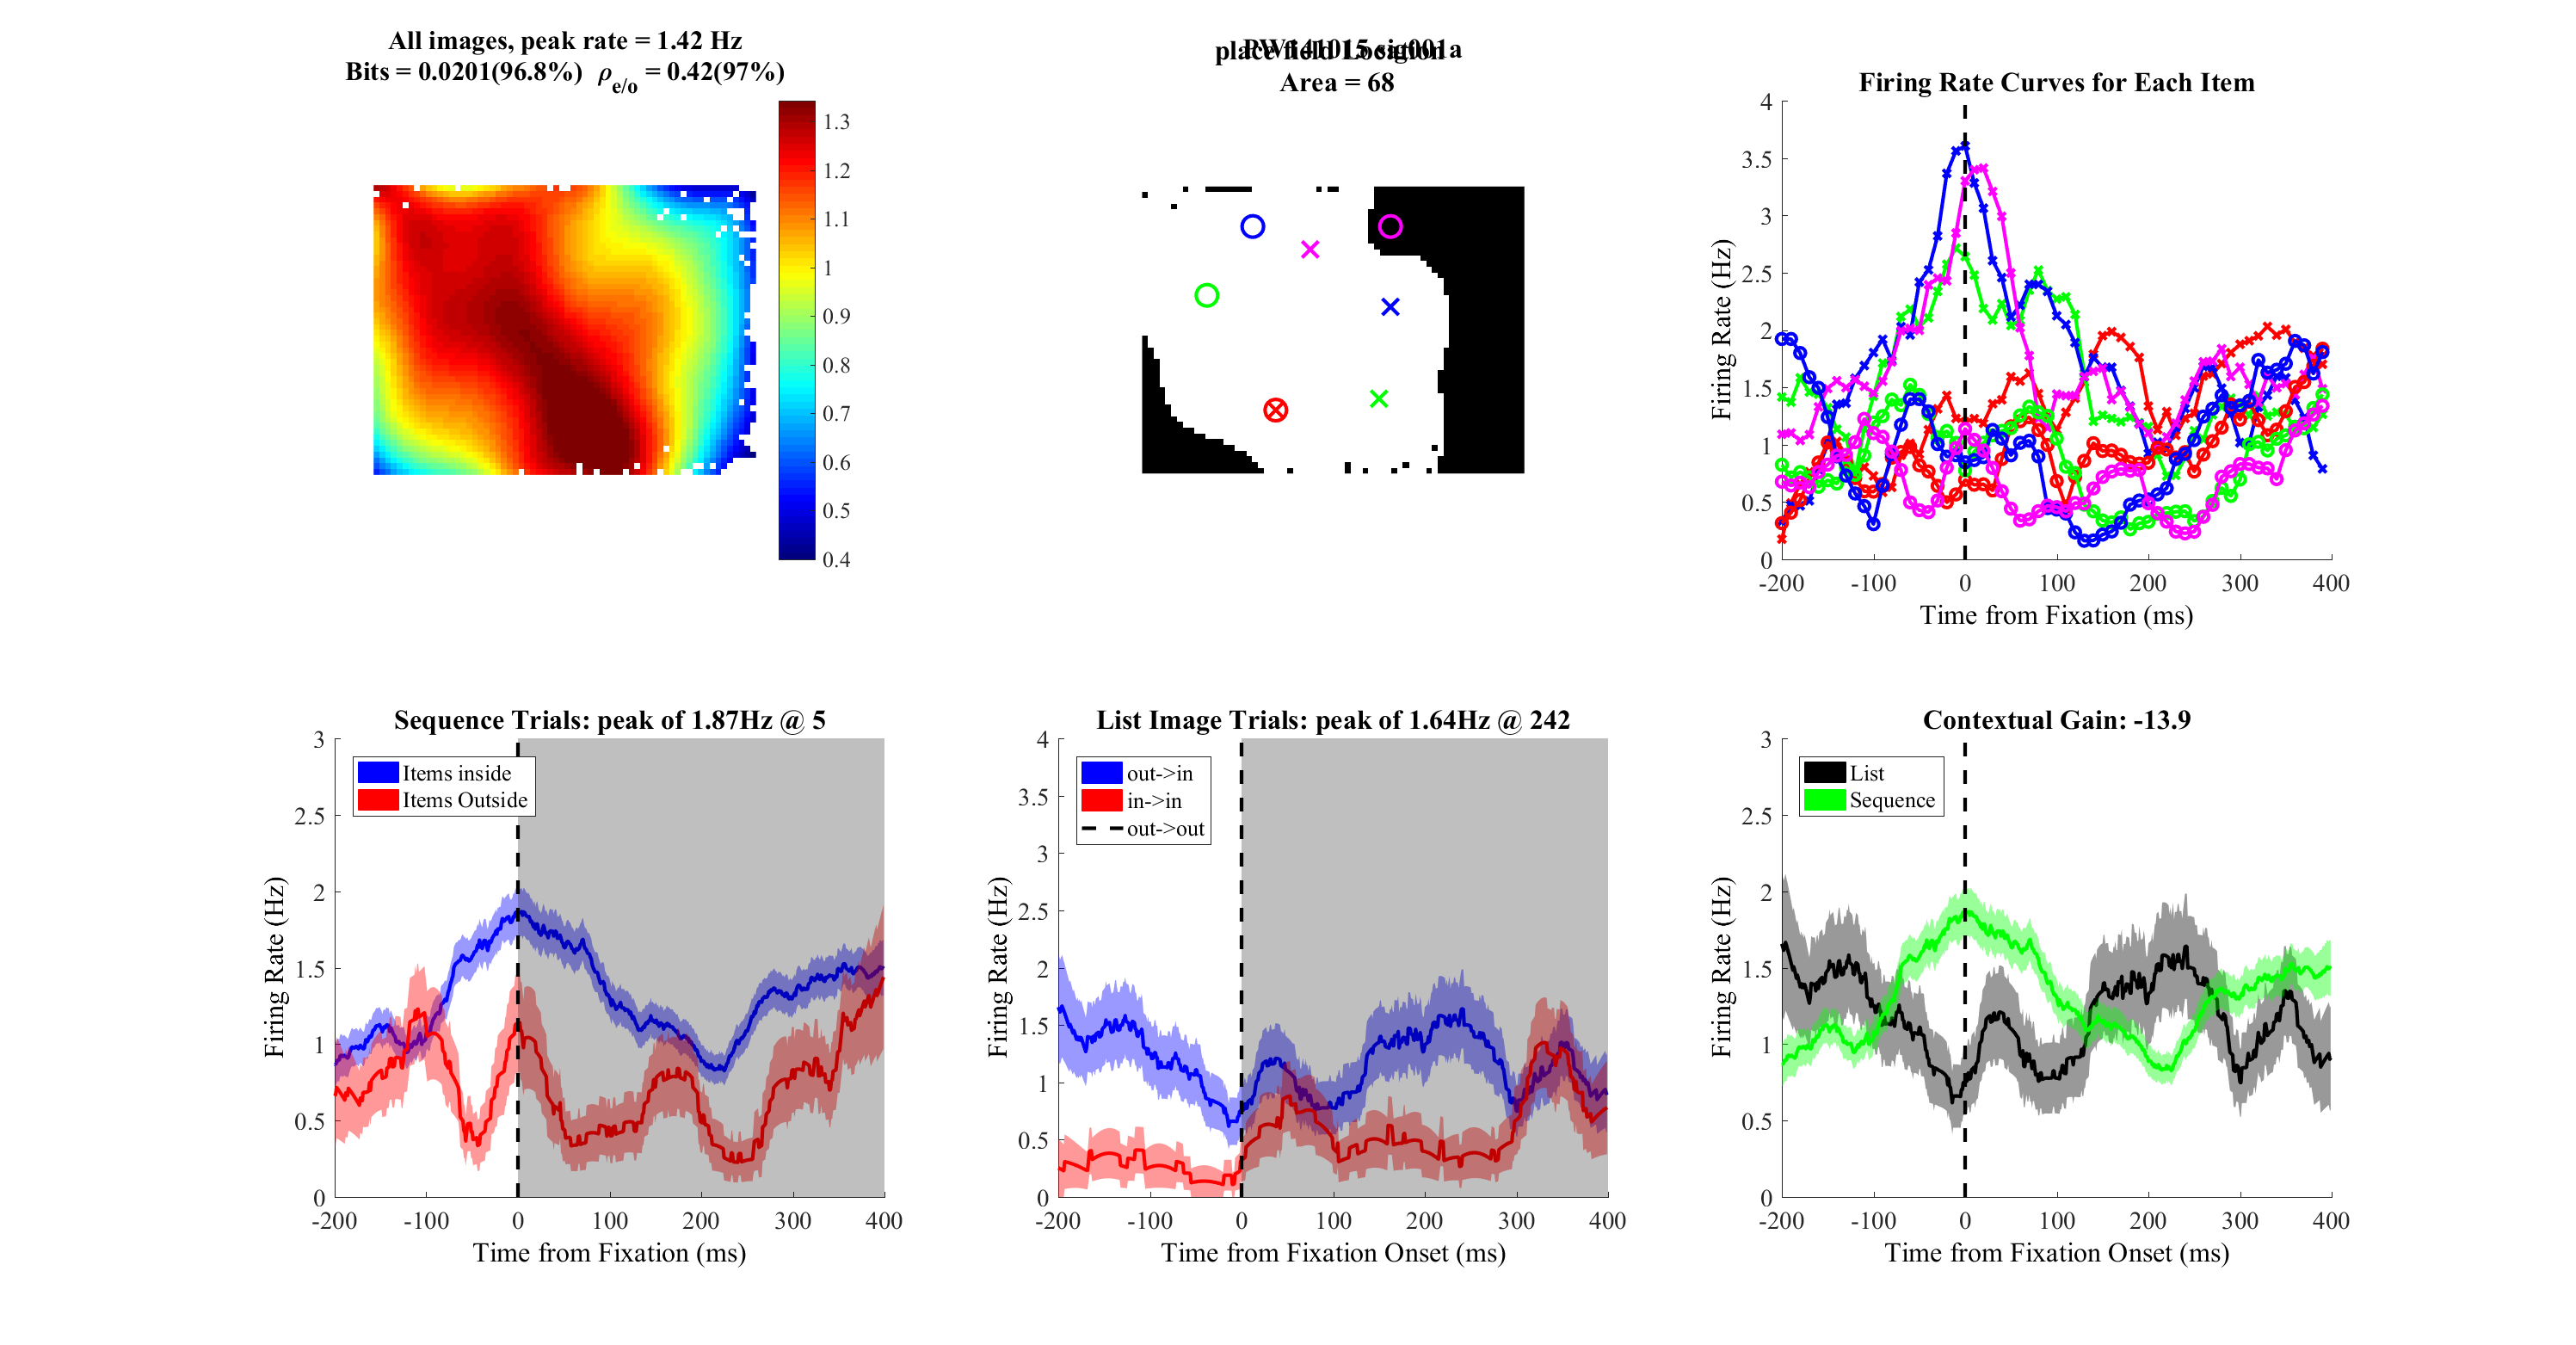 All images, peak rate = 1.42 Hz
Bits = 0.0201(96.8%) ρe/o = 0.42(97%)
1.3
1.2
1.1
1
0.9
0.8
0.7
0.6
0.5
0.4
place field Location
Area = 68
Firing Rate Curves for Each Item
4
3.5
3
2.5
2
1.5
1
0.5
0
Firing Rate (Hz)
-200 -100 0 100 200 300 400
Time from Fixation (ms)
Sequence Trials: peak of 1.87Hz @ 5
Items inside
Items Outside
3
2.5
2
1.5
1
0.5
0
Firing Rate (Hz)
-200 -100 0 100 200 300 400
Time from Fixation (ms)
List Image Trials: peak of 1.64Hz @ 242
out->in
in->in
out->out
4
3.5
3
2.5
2
1.5
1
0.5
0
Firing Rate (Hz)
-200 -100 0 100 200 300 400
Time from Fixation Onset (ms)
Contextual Gain: -13.9
List
Sequence
3
2.5
2
1.5
1
0.5
0
Firing Rate (Hz)
-200 -100 0 100 200 300 400
Time from Fixation Onset (ms)